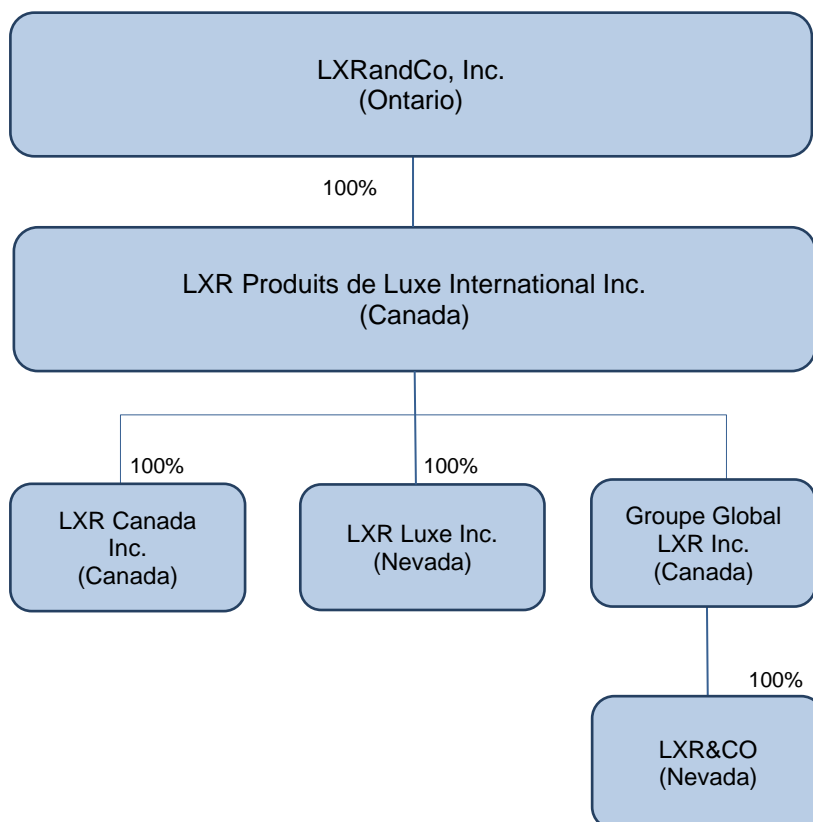 LXRandCo, Inc.
(Ontario)
100%
LXR Produits de Luxe International Inc.
(Canada)
100%
100%
LXR Canada
Inc.
(Canada)
LXR Luxe Inc.
(Nevada)
Groupe Global
LXR Inc.
(Canada)
100%
LXR&CO
(Nevada)